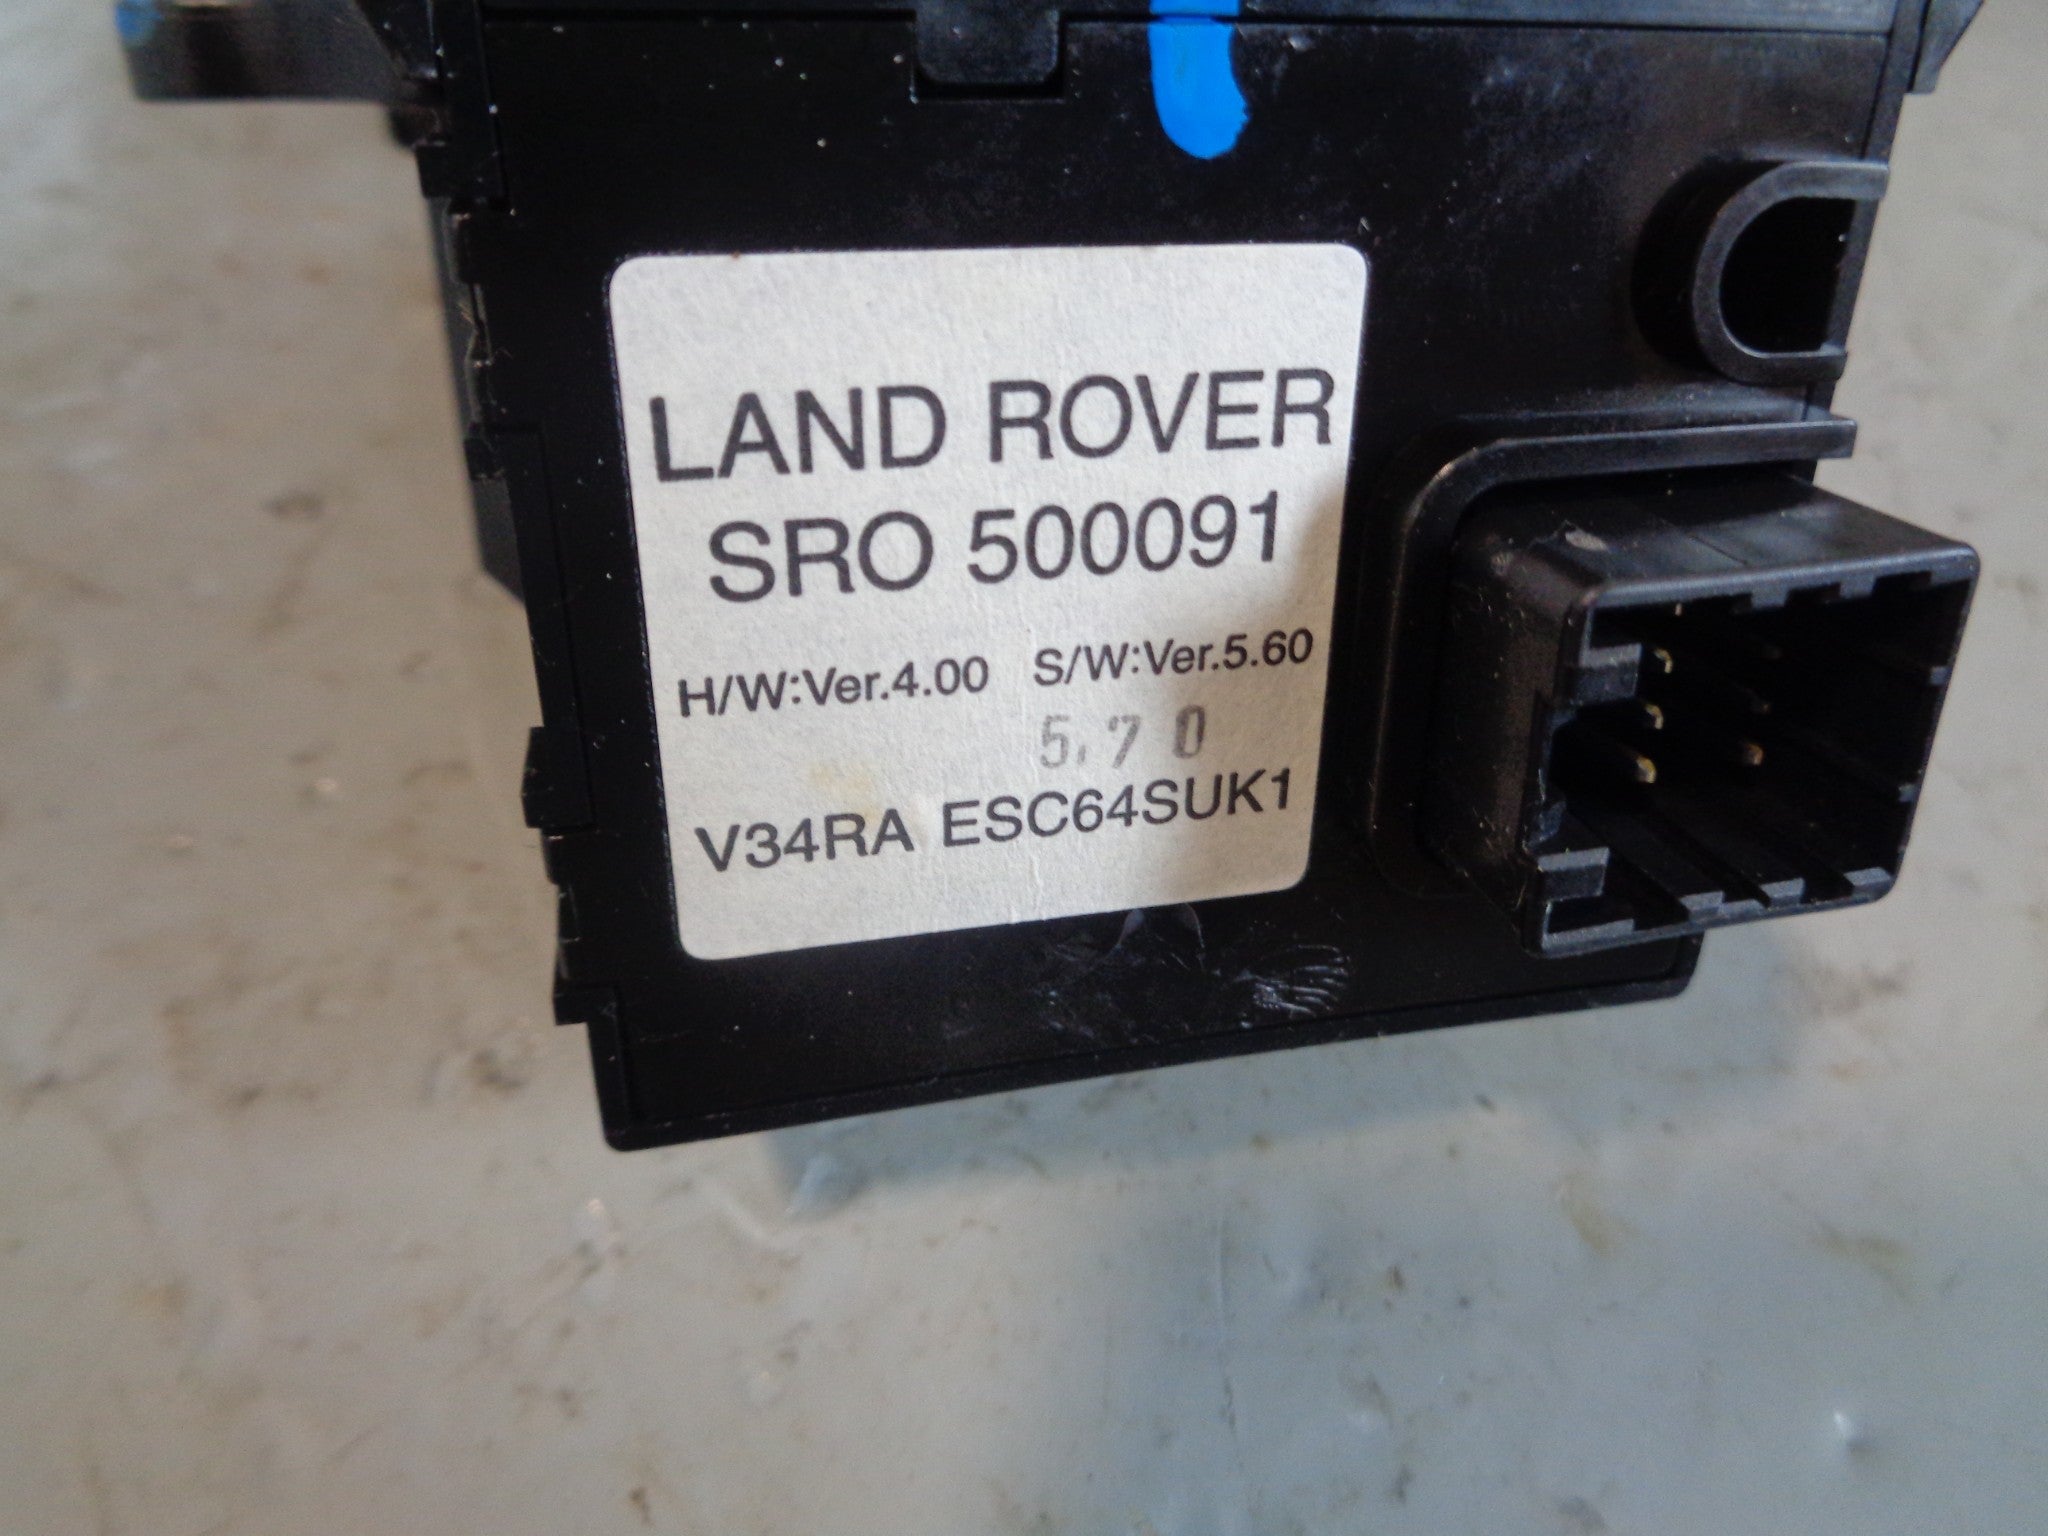 LAND ROVER
SRO 500091
H/W:Ver.4.00 S/W:Ver.5.60
5.70
V34RA ESC64SUK1